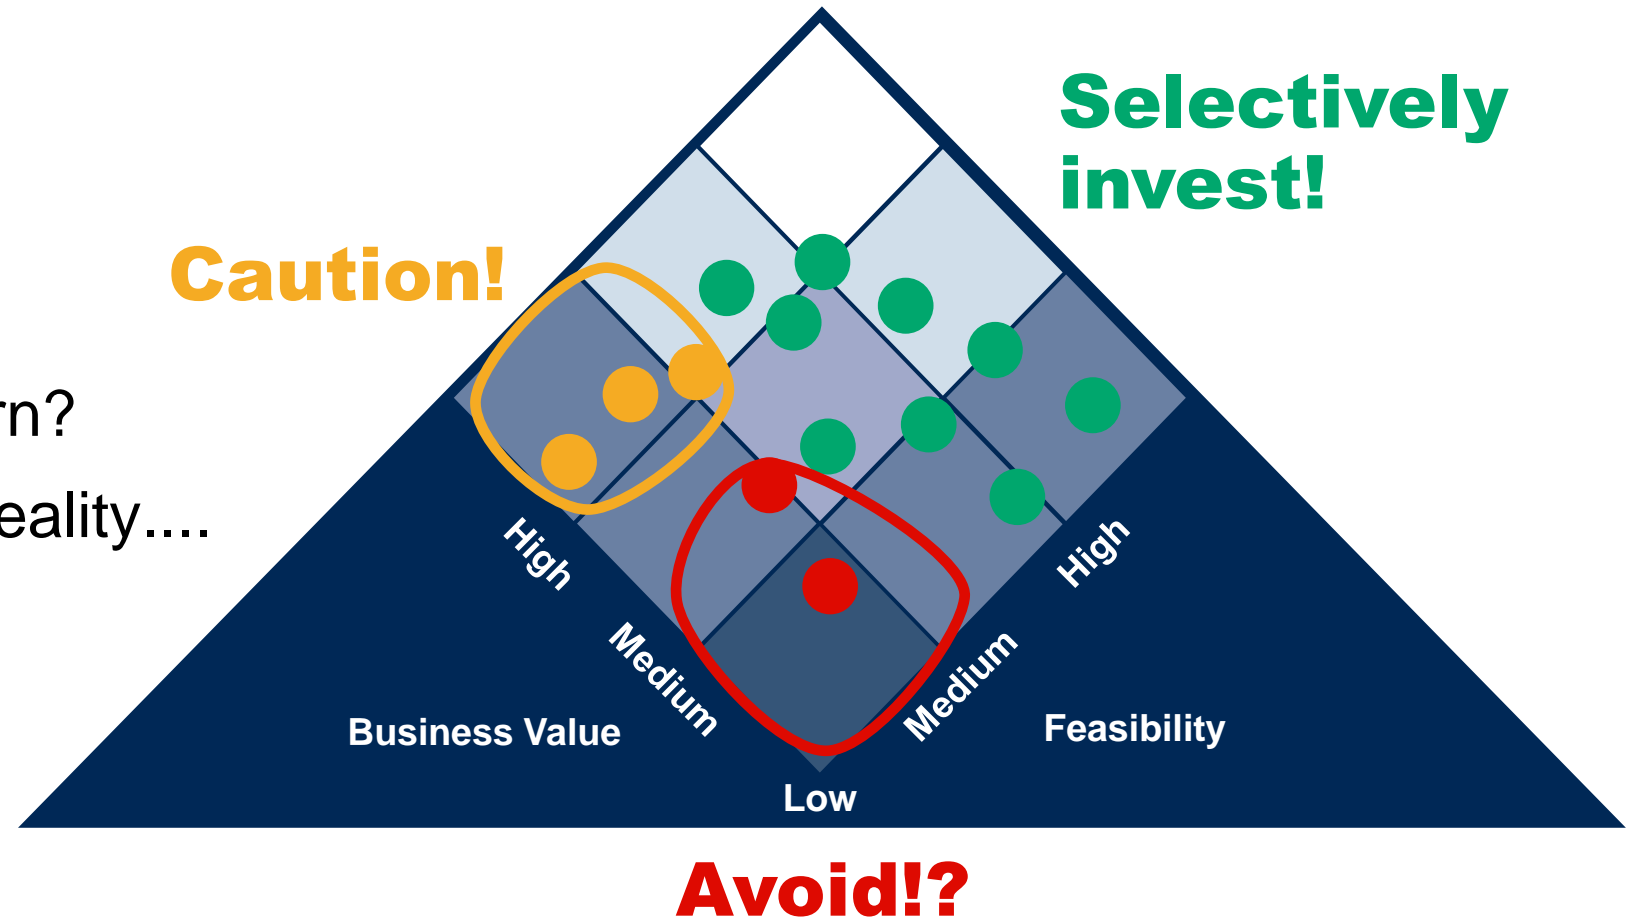 Selectively
invest!
Caution!
rn?
eality....
High
High
Medium
Medium
Business Value
Feasibility
Low
Avoid!?